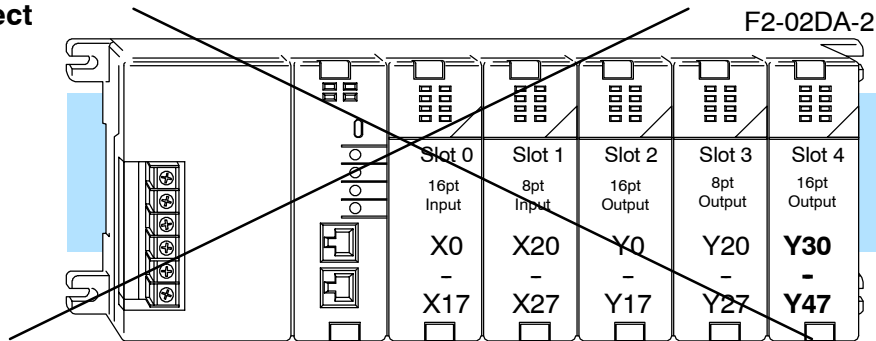 ect
F2-02DA-2
Slot 0 Slot 1 Slot 2 Slot 3 Slot 4
16pt 8pt 16pt 8pt 16pt
Input Input Output Output Output
X0 X20 Y0 Y20 Y30
- - - - -
X17 X27 Y17 Y27 Y47